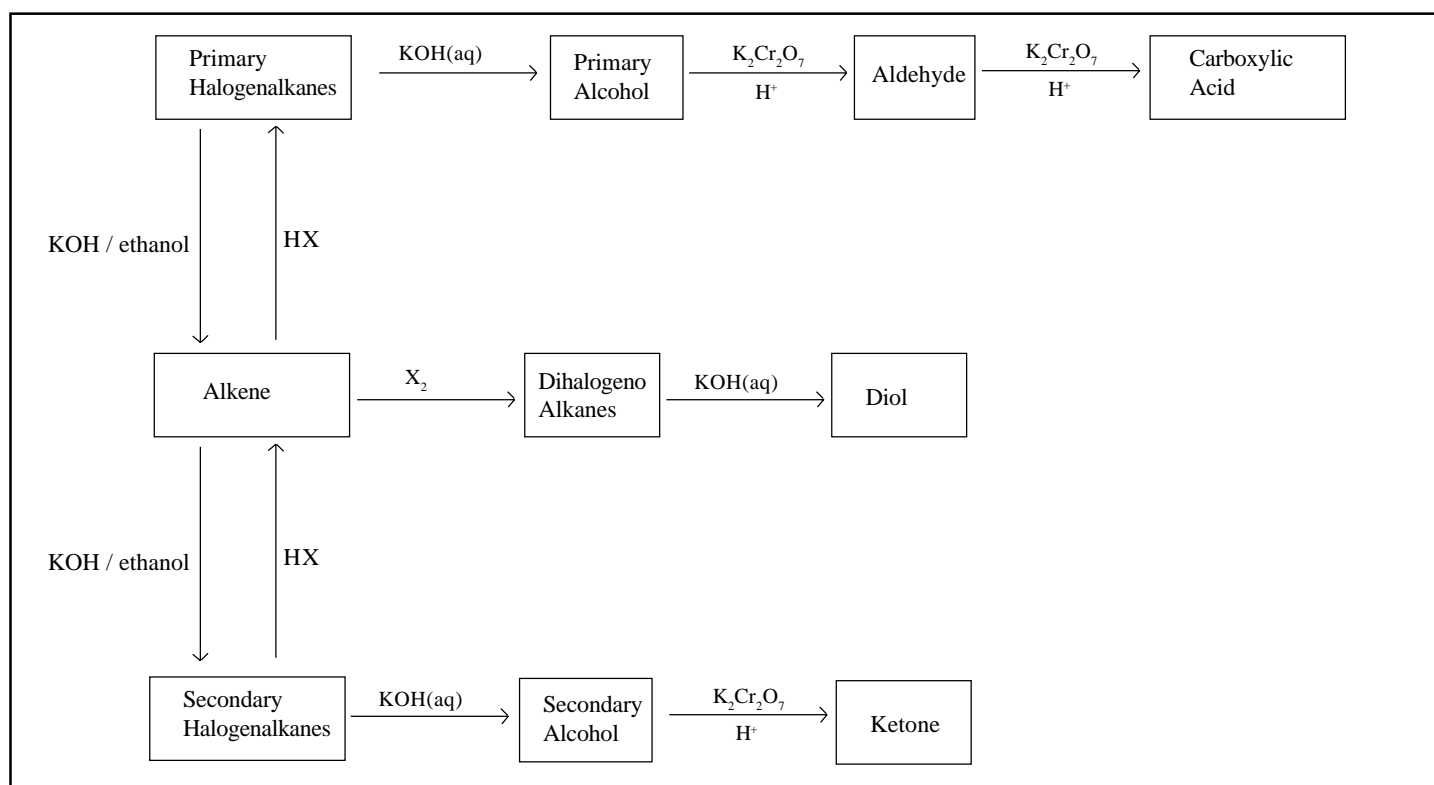 Primary
Halogenalkanes
KOH(aq)
Primary
Alcohol
K₂Cr₂O₇
H⁺
Aldehyde
K₂Cr₂O₇
H⁺
Carboxylic
Acid
KOH / ethanol
HX
Alkene
X₂
Dihalogeno
Alkanes
KOH(aq)
Diol
KOH / ethanol
HX
Secondary
Halogenalkanes
KOH(aq)
Secondary
Alcohol
K₂Cr₂O₇
H⁺
Ketone